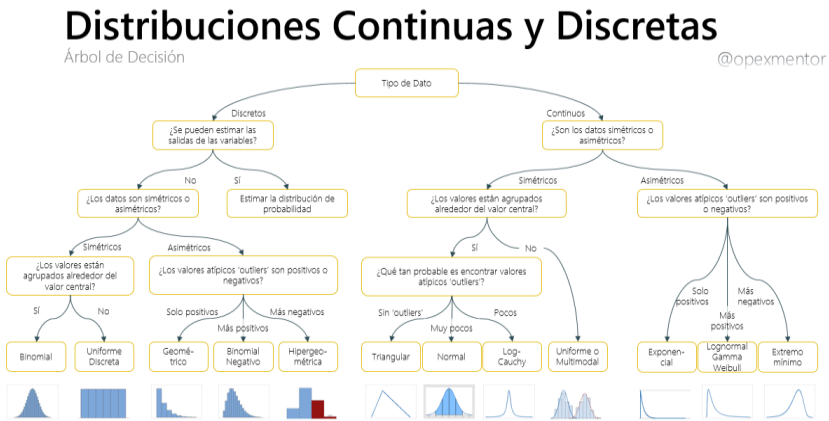 Distribuciones Continuas y Discretas
Árbol de Decisión
@opexmentor
Tipo de Dato
Discretos
Continuos
¿Se pueden estimar las
salidas de las variables?
¿Son los datos simétricos o
asimétricos?
No
Sí
Simétricos
Asimétricos
¿Los datos son simétricos o
asimétricos?
Estimar la distribución de
probabilidad
¿Los valores están agrupados
alrededor del valor central?
¿Los valores atípicos 'outliers' son positivos
o negativos?
Simétricos
Asimétricos
Sí
No
¿Los valores están
agrupados alrededor del
valor central?
¿Los valores atípicos 'outliers' son positivos o
negativos?
¿Qué tan probable es encontrar valores
atípicos 'outliers'?
Sí
No
Solo positivos
Más positivos
Más negativos
Sin 'outliers'
Muy pocos
Pocos
Solo
positivos
Más
positivos
Más
negativos
Binomial
Uniforme
Discreta
Geomé-
trico
Binomial
Negativo
Hipergeo-
métrica
Triangular
Normal
Log-
Cauchy
Uniforme o
Multimodal
Exponen-
cial
Lognormal
Gamma
Weibull
Extremo
mínimo